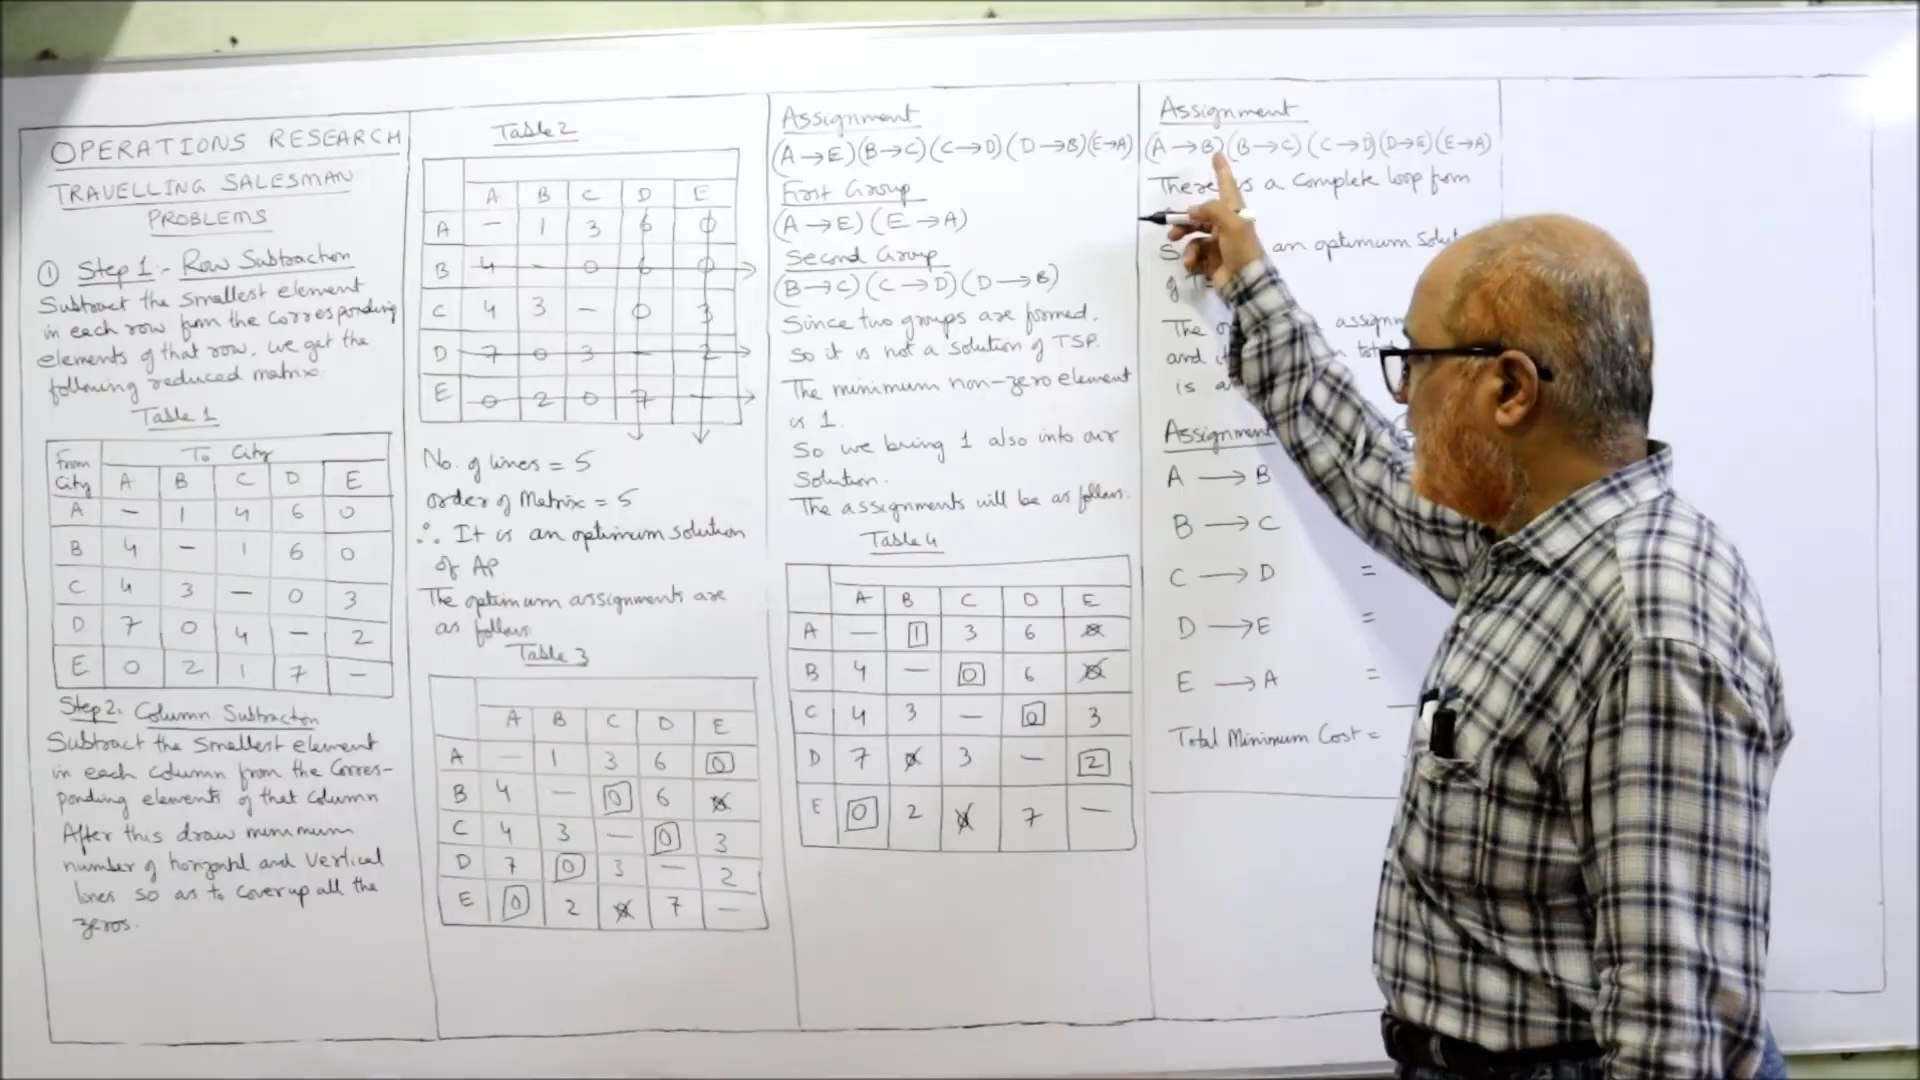 OPERATIONS RESEARCH
TRAVELLING SALESMAN
PROBLEMS
① Step 1:- Row Subtraction
Subtract the smallest element
in each row from the corresponding
elements of that row, we get the
following reduced matrix.
Table 1
From City To City
A B C D E
A — 1 4 6 0
B 4 — 1 6 0
C 4 3 — 0 3
D 7 0 4 — 2
E 0 2 1 7 —
Step 2: Column Subtraction
Subtract the smallest element
in each column from the Corres-
ponding elements of that column
After this draw minimum
number of horizontal and vertical
lines so as to cover up all the
zeros.
Table 2
A B C D E
A — 1 3 6 0
B 4 — 0 6 0
C 4 3 — 0 3
D 7 0 3 — 2
E 0 2 0 7 —
No. of lines = 5
order of Matrix = 5
∴ It is an optimum solution
of AP
The optimum assignments are
as follows
Table 3
A B C D E
A — 1 3 6 0
B 4 — 0 6 0
C 4 3 — 0 3
D 7 0 3 — 2
E 0 2 0 7 —
Assignment
(A→E)(B→C)(C→D)(D→B)(E→A)
First Group
(A→E)(E→A)
Second Group
(B→C)(C→D)(D→B)
Since two groups are formed,
so it is not a solution of TSP.
The minimum non-zero element
is 1.
So we bring 1 also into our
Solution.
The assignments will be as follows.
Table 4
A B C D E
A — 1 3 6 0
B 4 — 0 6 0
C 4 3 — 0 3
D 7 0 3 — 2
E 0 2 0 7 —
Assignment
(A→B)(B→C)(C→D)(D→E)(E→A)
There is a complete loop from
an optimum
of
The assignm
and
is
Assignment
A → B
B → C
C → D =
D → E =
E → A =
Total Minimum Cost =